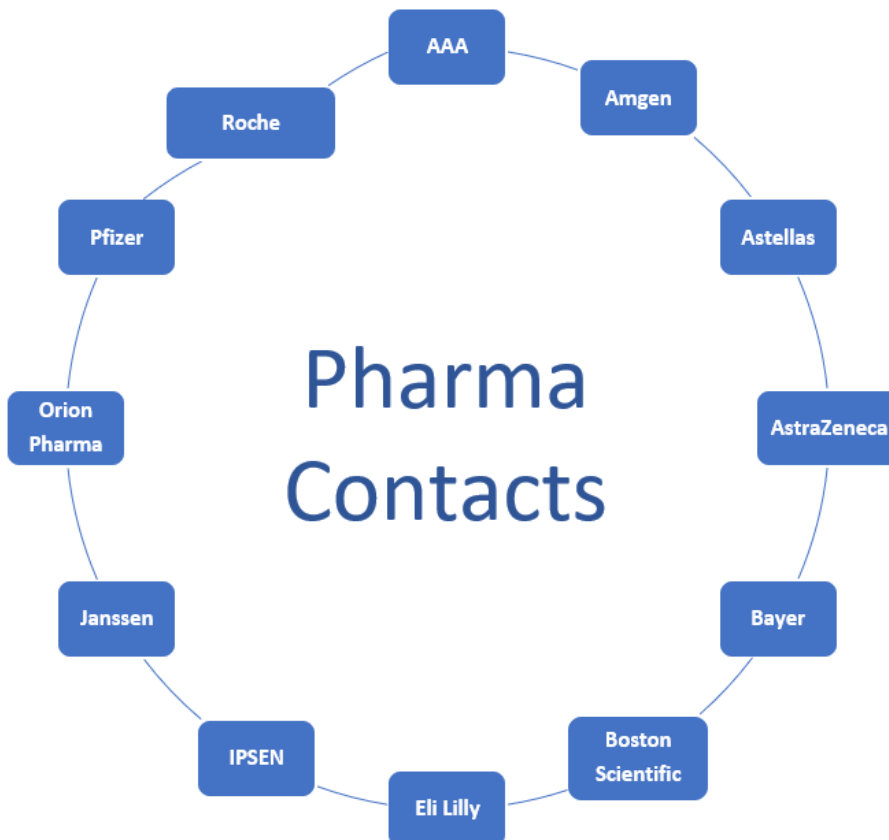 AAA
Amgen
Astellas
AstraZeneca
Bayer
Boston
Scientific
Eli Lilly
IPSEN
Janssen
Orion
Pharma
Pfizer
Roche
Pharma
Contacts